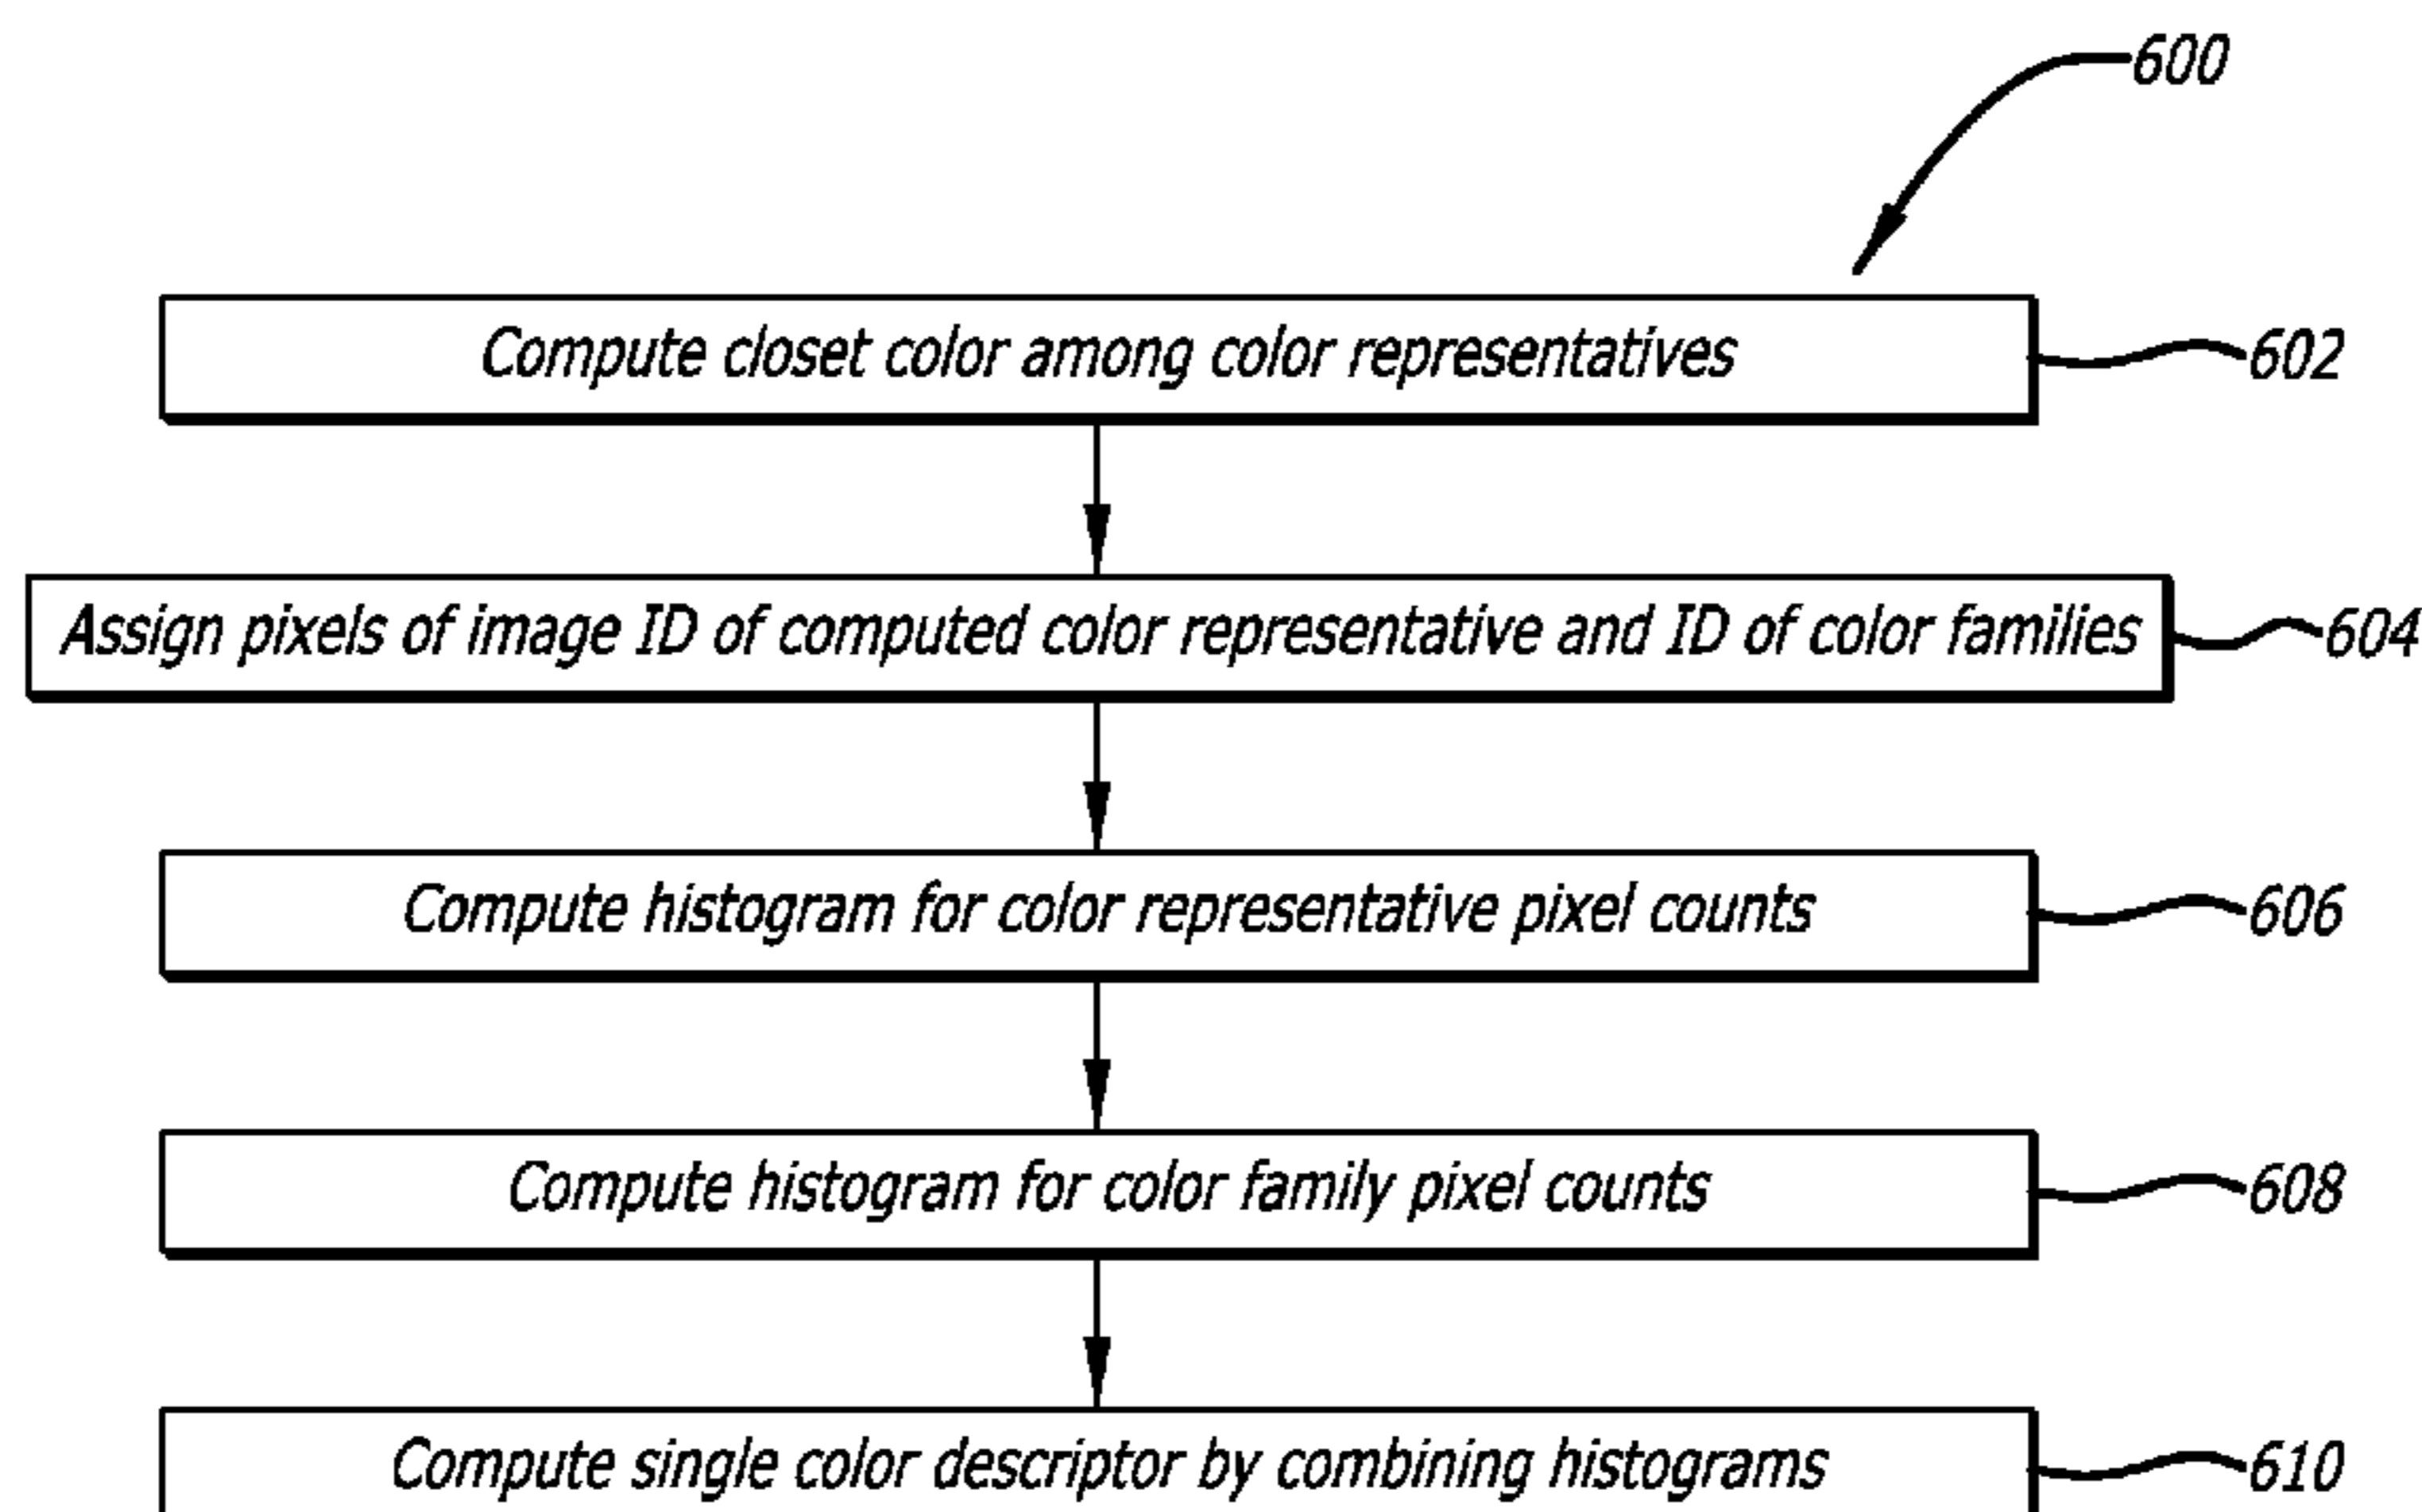 600
Compute closet color among color representatives
602
Assign pixels of image ID of computed color representative and ID of color families
604
Compute histogram for color representative pixel counts
606
Compute histogram for color family pixel counts
608
Compute single color descriptor by combining histograms
610